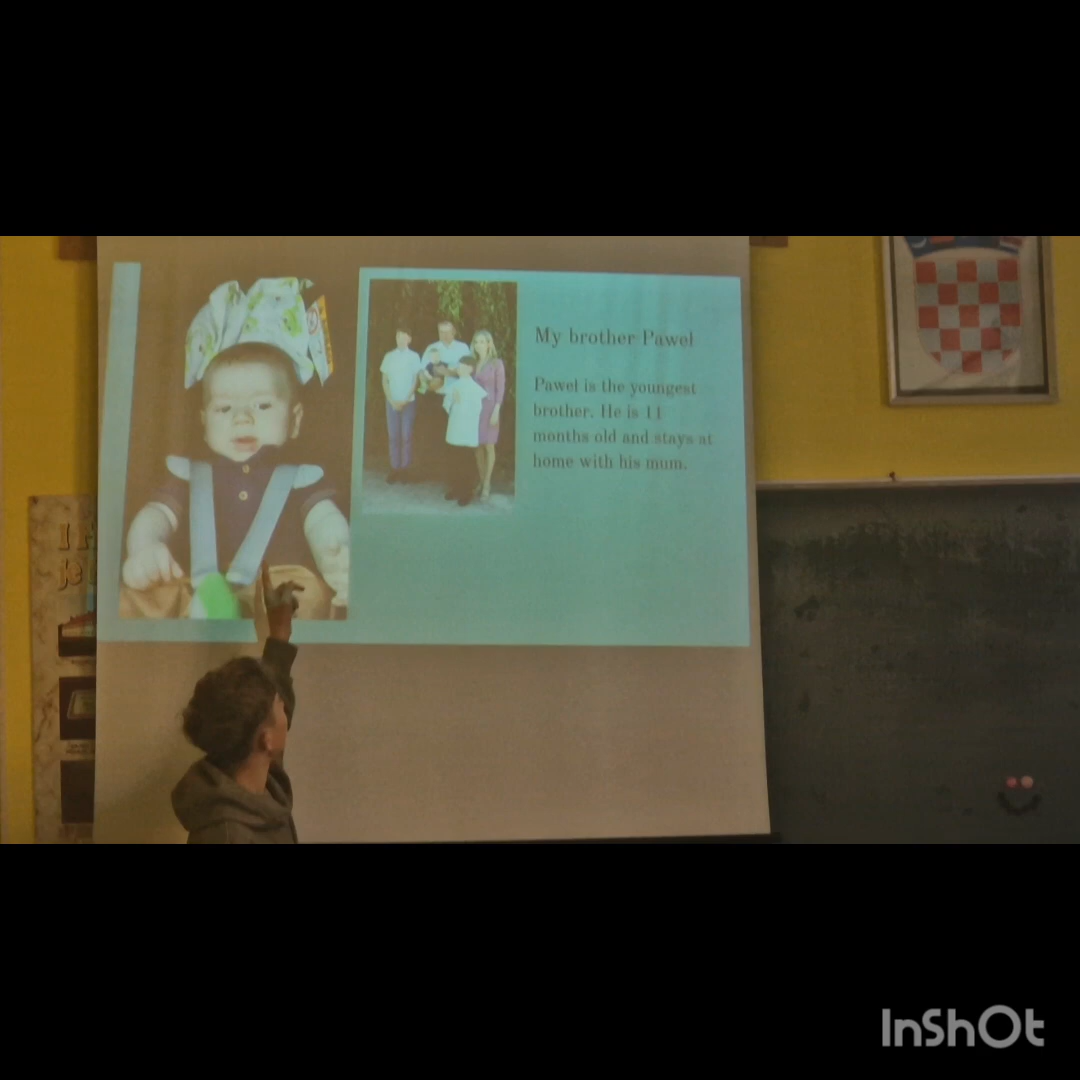 My brother Pawel
Pawel is the youngest
brother. He is 11
months old and stays at
home with his mum.
je
InShOt